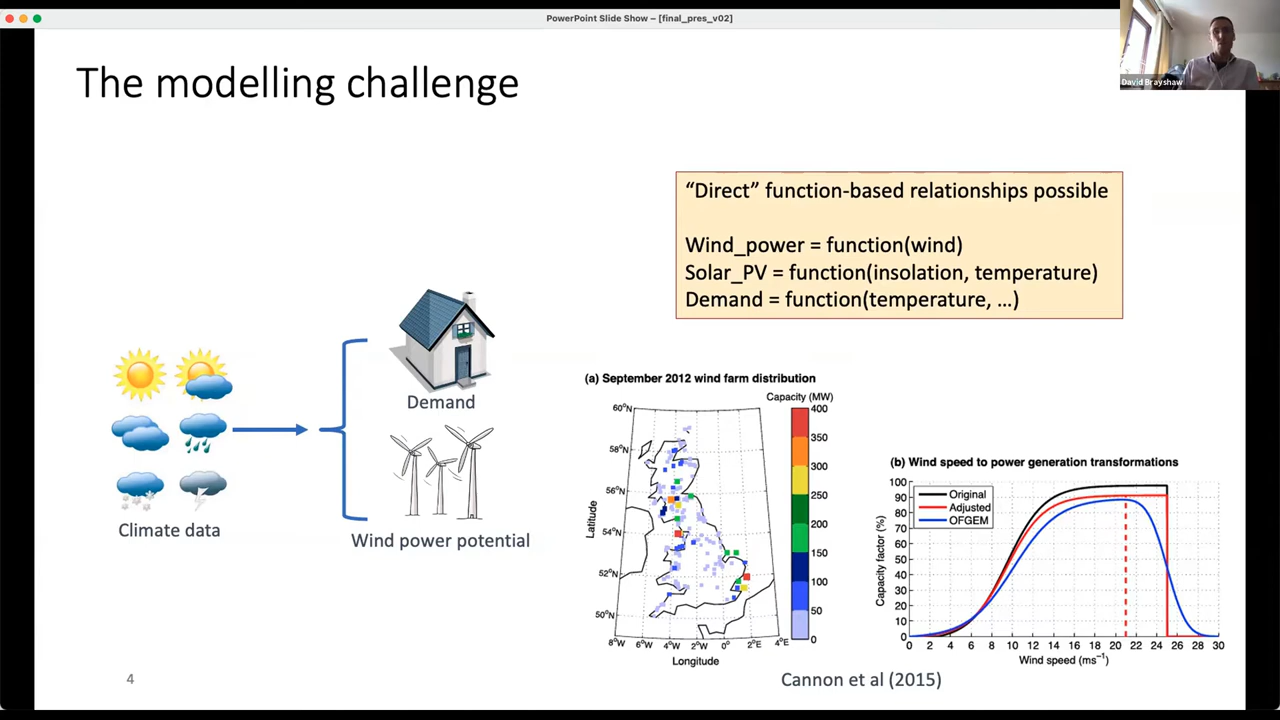 PowerPoint Slide Show – [final_pres_v02]
David Brayshaw
The modelling challenge
“Direct” function-based relationships possible
Wind_power = function(wind)
Solar_PV = function(insolation, temperature)
Demand = function(temperature, …)
Demand
Climate data
Wind power potential
(a) September 2012 wind farm distribution
Capacity (MW)
400
350
300
250
200
150
100
50
0
60°N
58°N
56°N
54°N
52°N
50°N
Latitude
8°W 6°W 4°W 2°W 0° 2°E 4°E
Longitude
(b) Wind speed to power generation transformations
Original
Adjusted
OFGEM
100
90
80
70
60
50
40
30
20
10
0
Capacity factor (%)
0 2 4 6 8 10 12 14 16 18 20 22 24 26 28 30
Wind speed (ms⁻¹)
Cannon et al (2015)
4